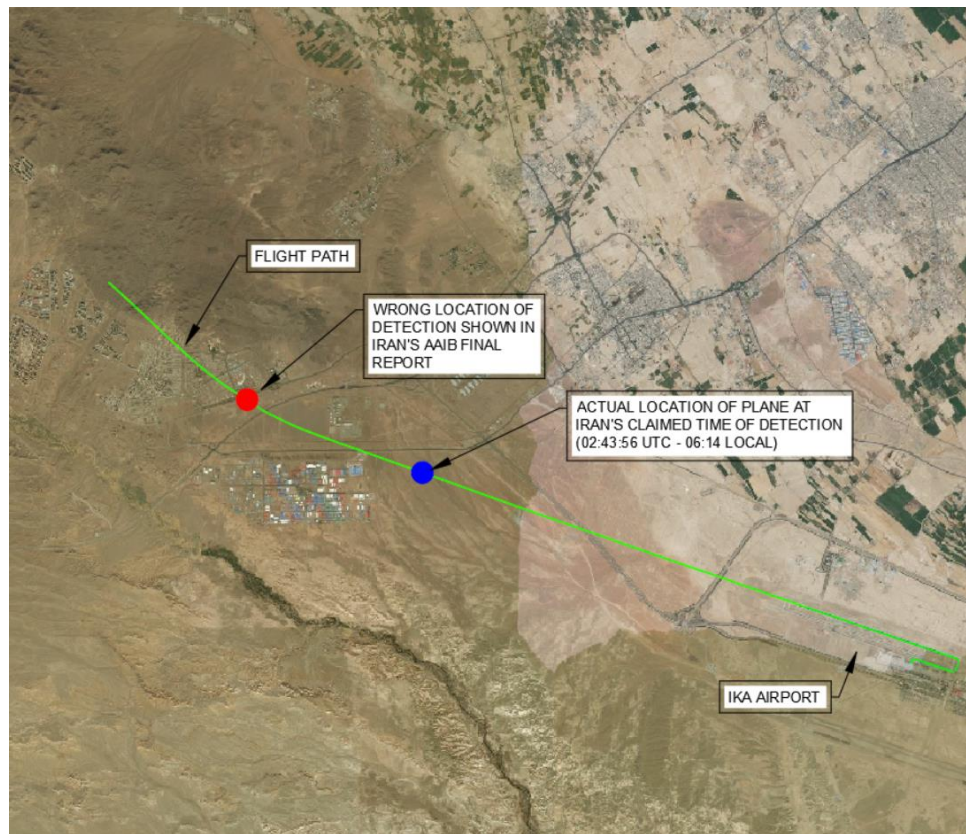 FLIGHT PATH
WRONG LOCATION OF
DETECTION SHOWN IN
IRAN'S AAIB FINAL
REPORT
ACTUAL LOCATION OF PLANE AT
IRAN'S CLAIMED TIME OF DETECTION
(02:43:56 UTC - 06:14 LOCAL)
IKA AIRPORT